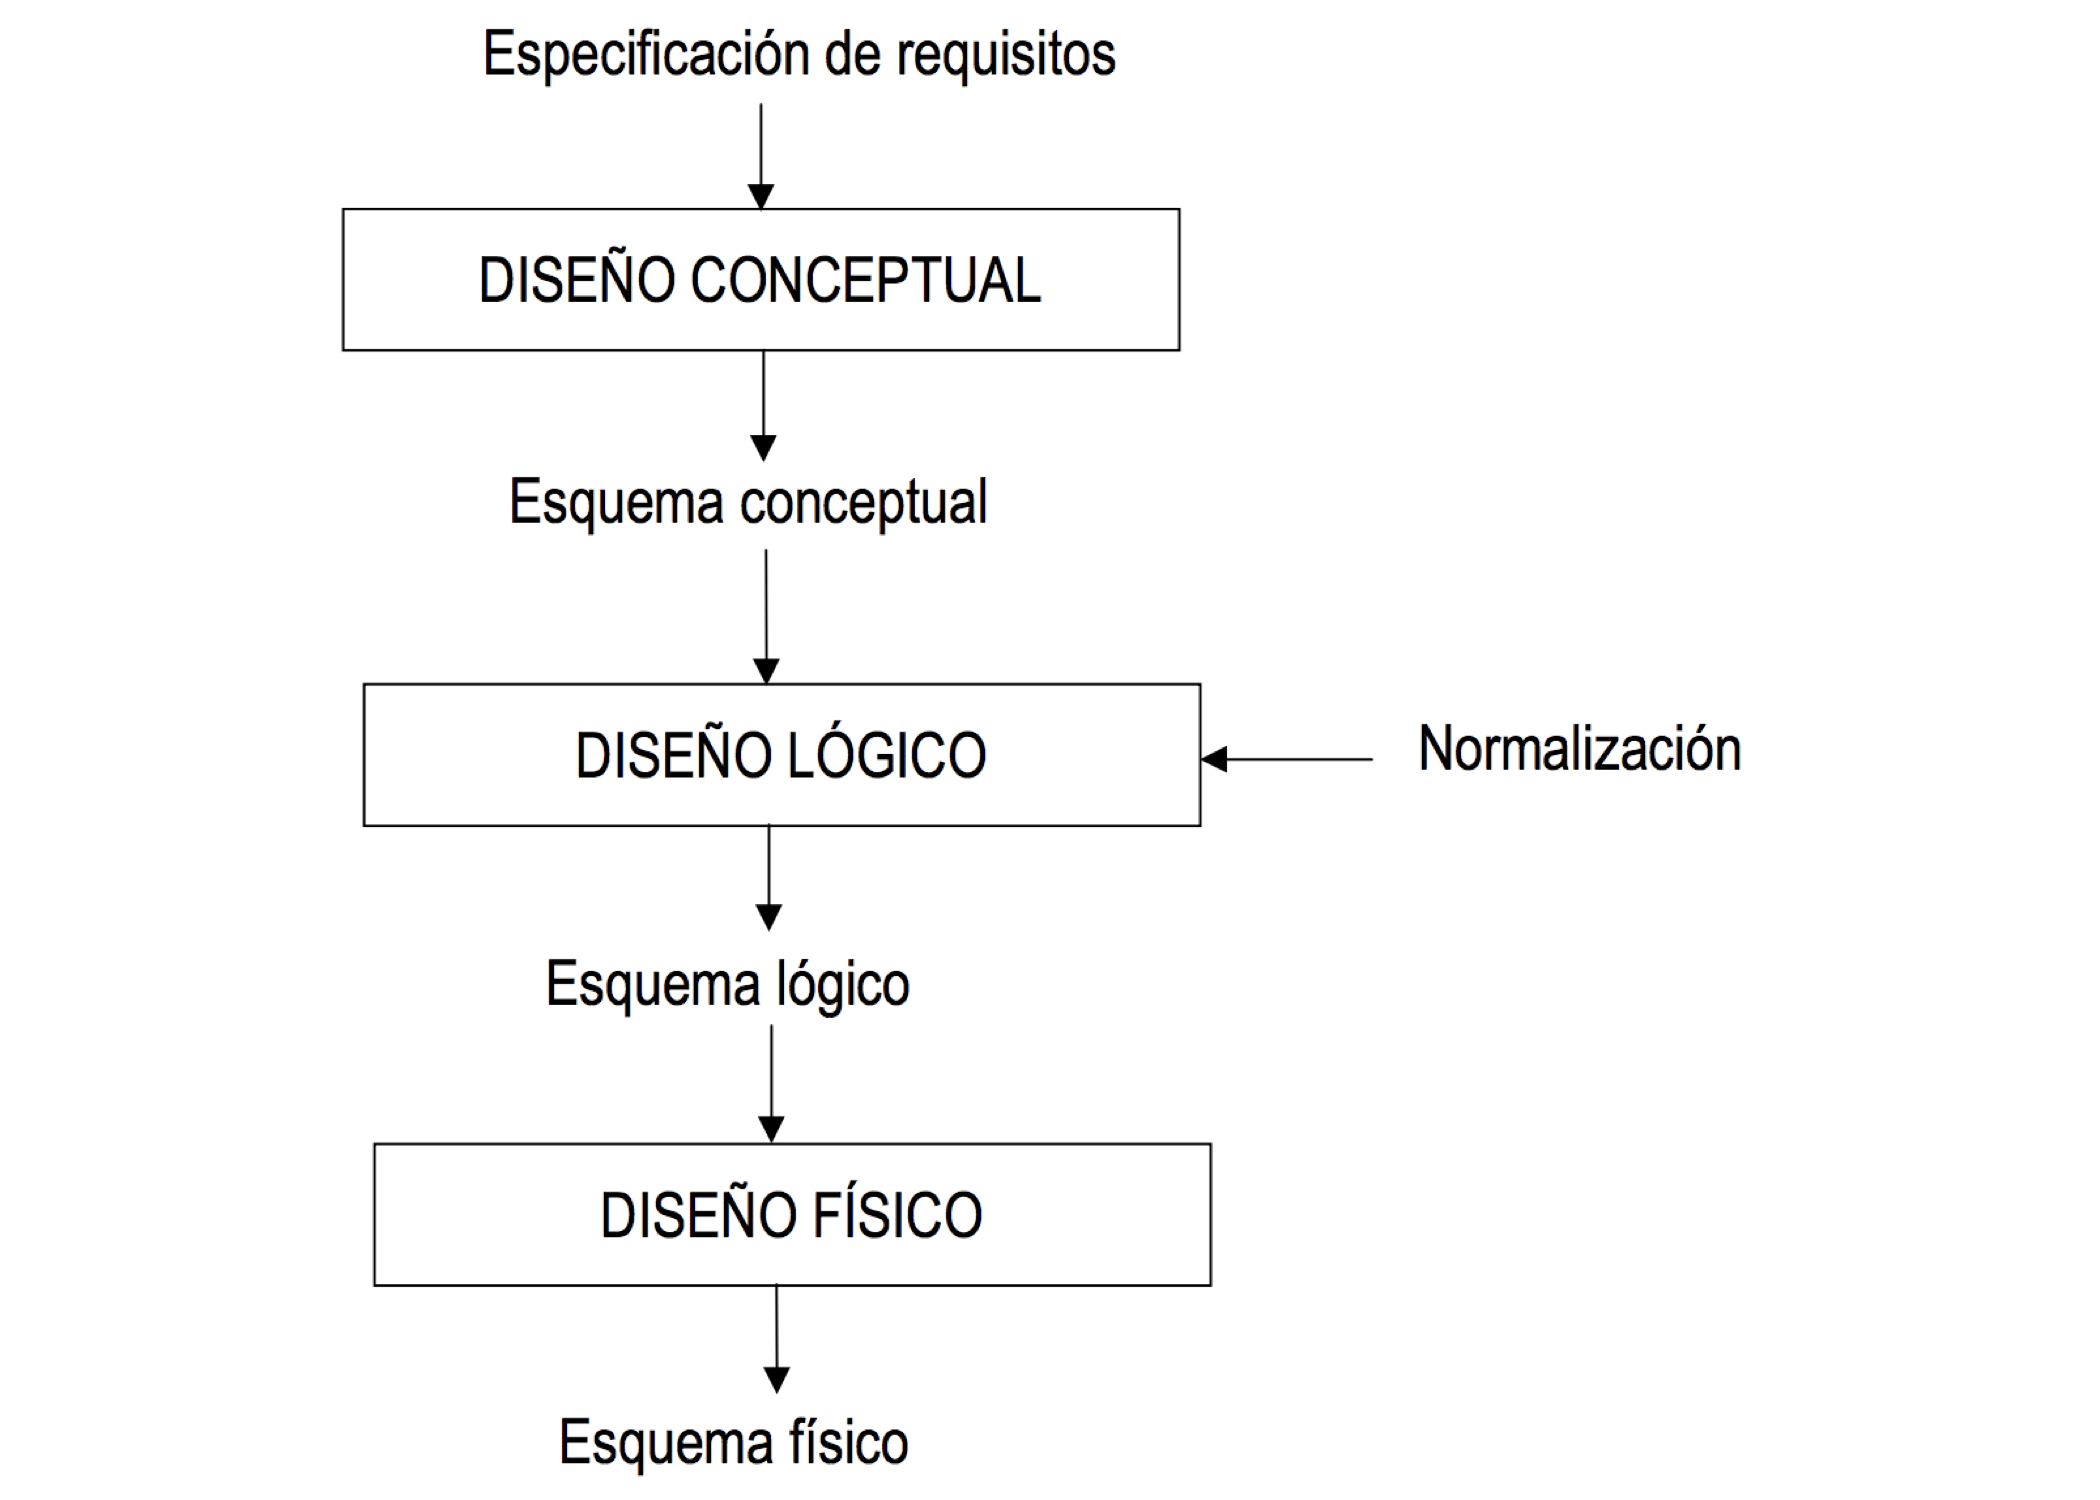 Especificación de requisitos
DISEÑO CONCEPTUAL
Esquema conceptual
DISEÑO LÓGICO
Normalización
Esquema lógico
DISEÑO FÍSICO
Esquema físico